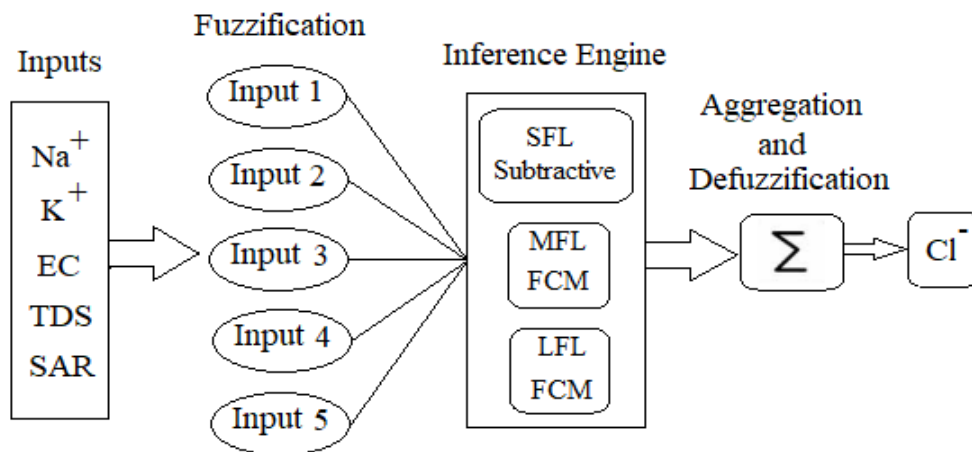 Inputs
Na+
K+
EC
TDS
SAR
Fuzzification
Input 1
Input 2
Input 3
Input 4
Input 5
Inference Engine
SFL
Subtractive
MFL
FCM
LFL
FCM
Aggregation
and
Defuzzification
Σ
Cl-